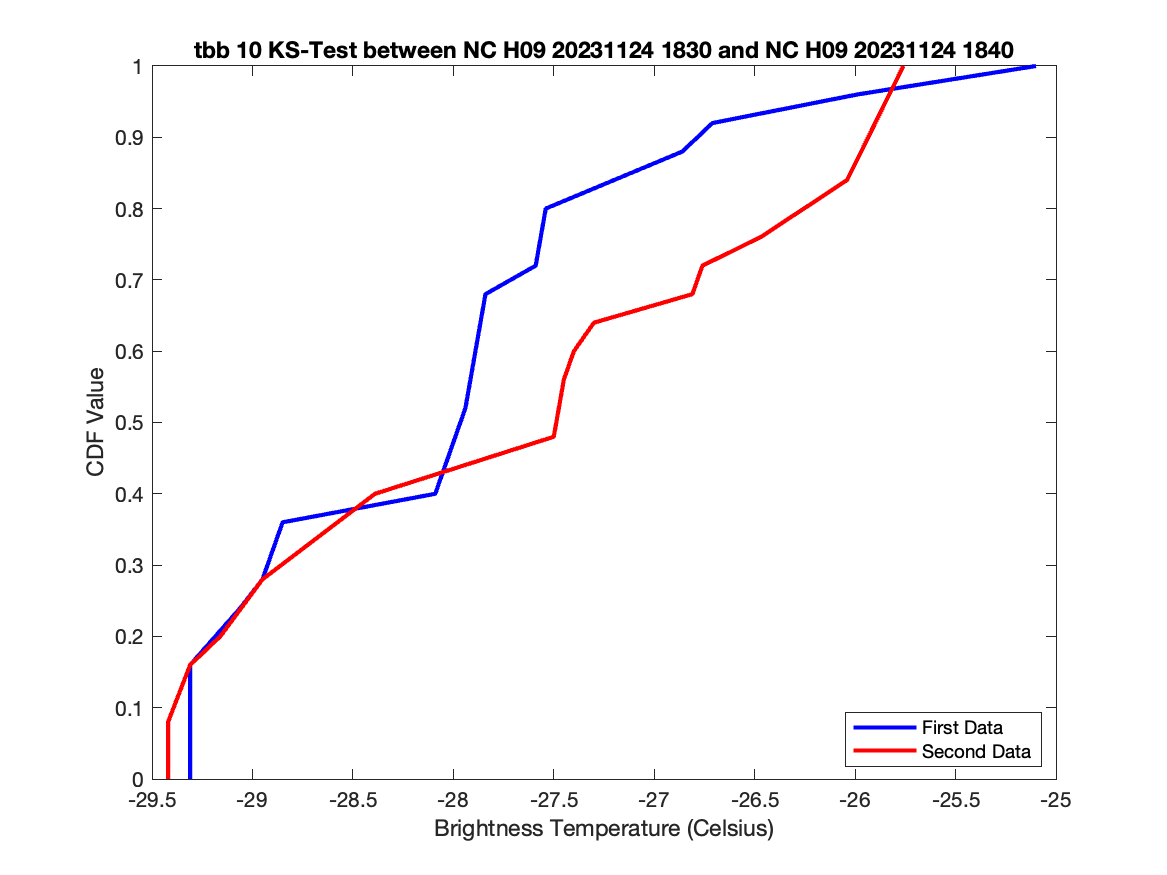 tbb 10 KS-Test between NC H09 20231124 1830 and NC H09 20231124 1840
1
0.9
0.8
0.7
0.6
0.5
0.4
0.3
0.2
0.1
0
CDF Value
First Data
Second Data
-29.5 -29 -28.5 -28 -27.5 -27 -26.5 -26 -25.5 -25
Brightness Temperature (Celsius)